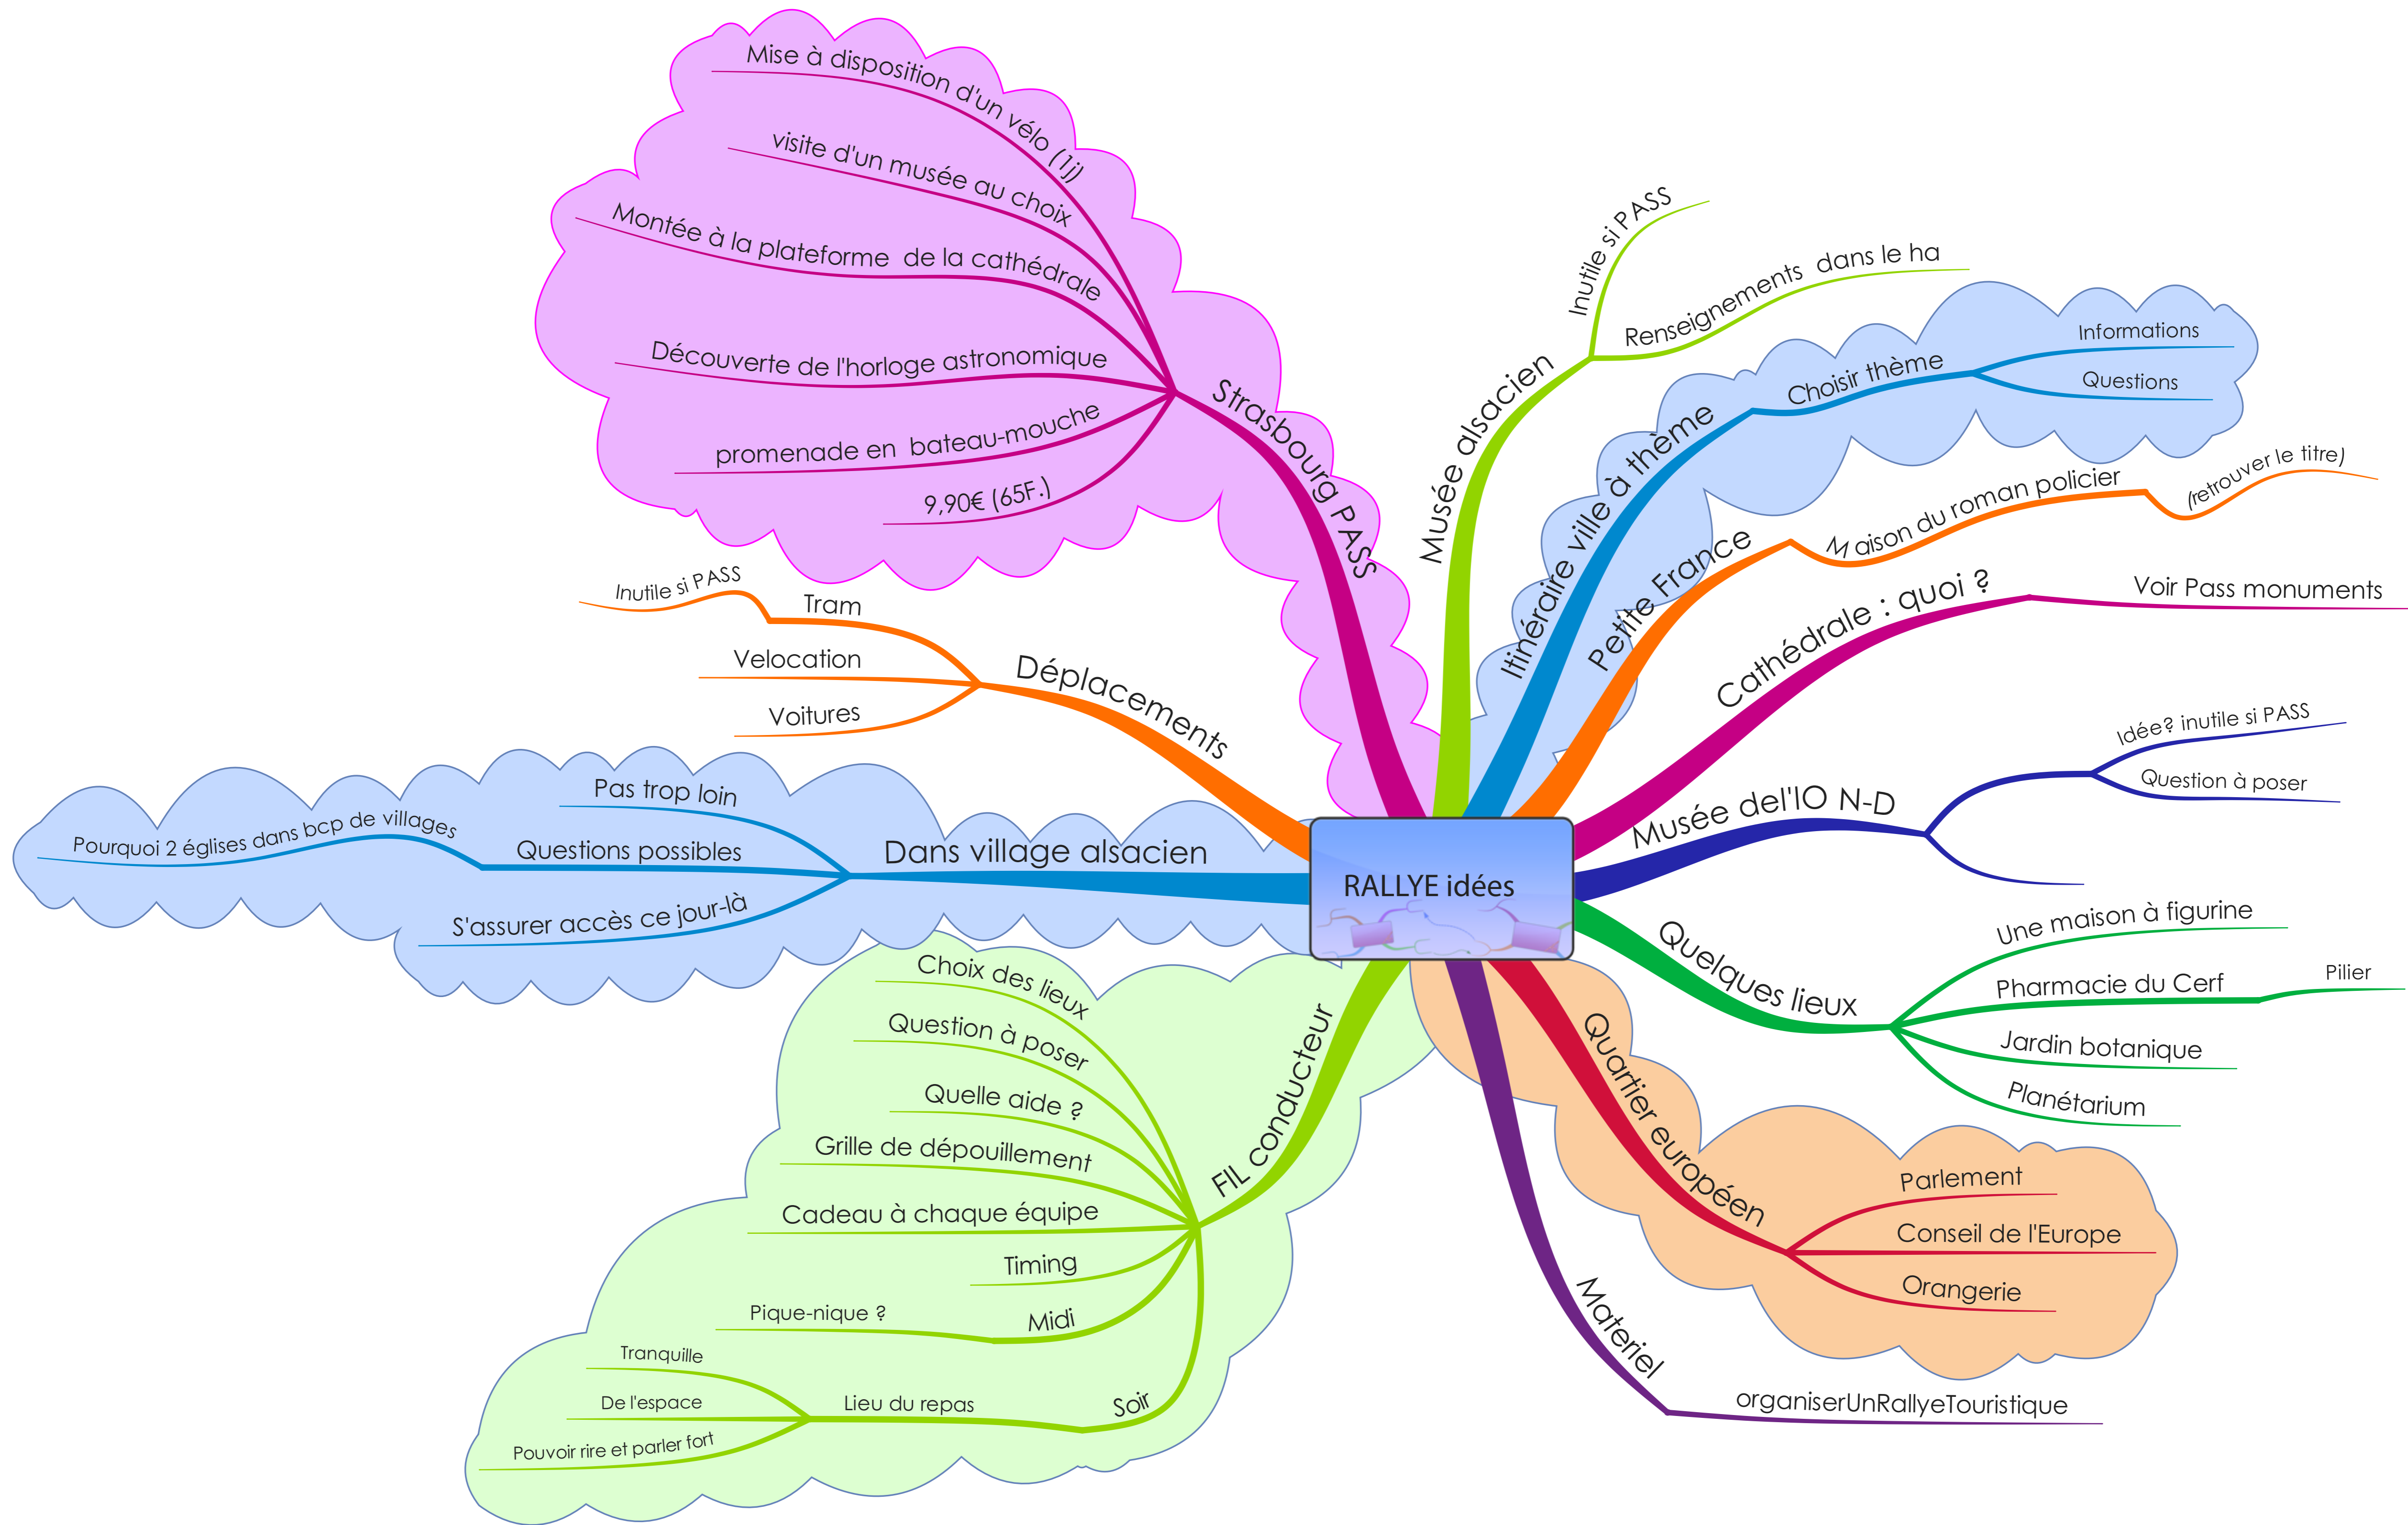 RALLYE idées
Strasbourg PASS
Mise à disposition d'un vélo (1j)
visite d'un musée au choix
Montée à la plateforme  de la cathédrale
Découverte de l'horloge astronomique
promenade en  bateau-mouche
9,90€ (65F.)
Déplacements
Tram
Inutile si PASS
Velocation
Voitures
Dans village alsacien
Pas trop loin
Questions possibles
Pourquoi 2 églises dans bcp de villages
S'assurer accès ce jour-là
FIL conducteur
Choix des lieux
Question à poser
Quelle aide ?
Grille de dépouillement
Cadeau à chaque équipe
Timing
Midi
Pique-nique ?
Soir
Lieu du repas
Tranquille
De l'espace
Pouvoir rire et parler fort
Musée alsacien
Inutile si PASS
Renseignements  dans le ha
Itinéraire ville à thème
Choisir thème
Informations
Questions
Petite France
Maison du roman policier
(retrouver le titre)
Cathédrale : quoi ?
Voir Pass monuments
Musée del'IO N-D
Idée? inutile si PASS
Question à poser
Quelques lieux
Une maison à figurine
Pharmacie du Cerf
Pilier
Jardin botanique
Planétarium
Quartier européen
Parlement
Conseil de l'Europe
Orangerie
Materiel
organiserUnRallyeTouristique